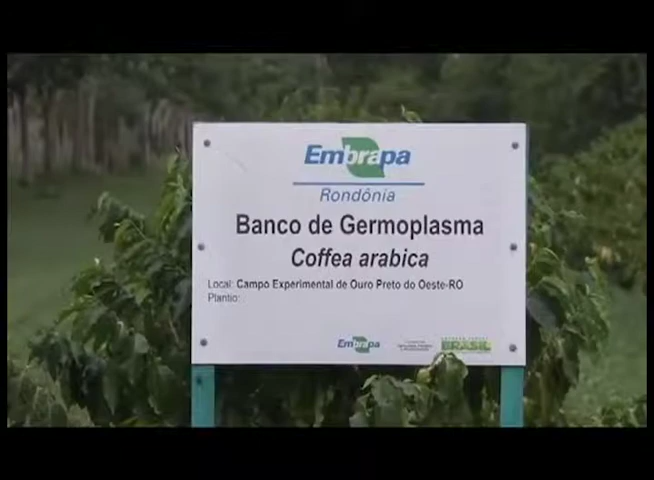 Embrapa
Rondônia
Banco de Germoplasma
Coffea arabica
Local: Campo Experimental de Ouro Preto do Oeste-RO
Plantio:
Embrapa
BRASIL